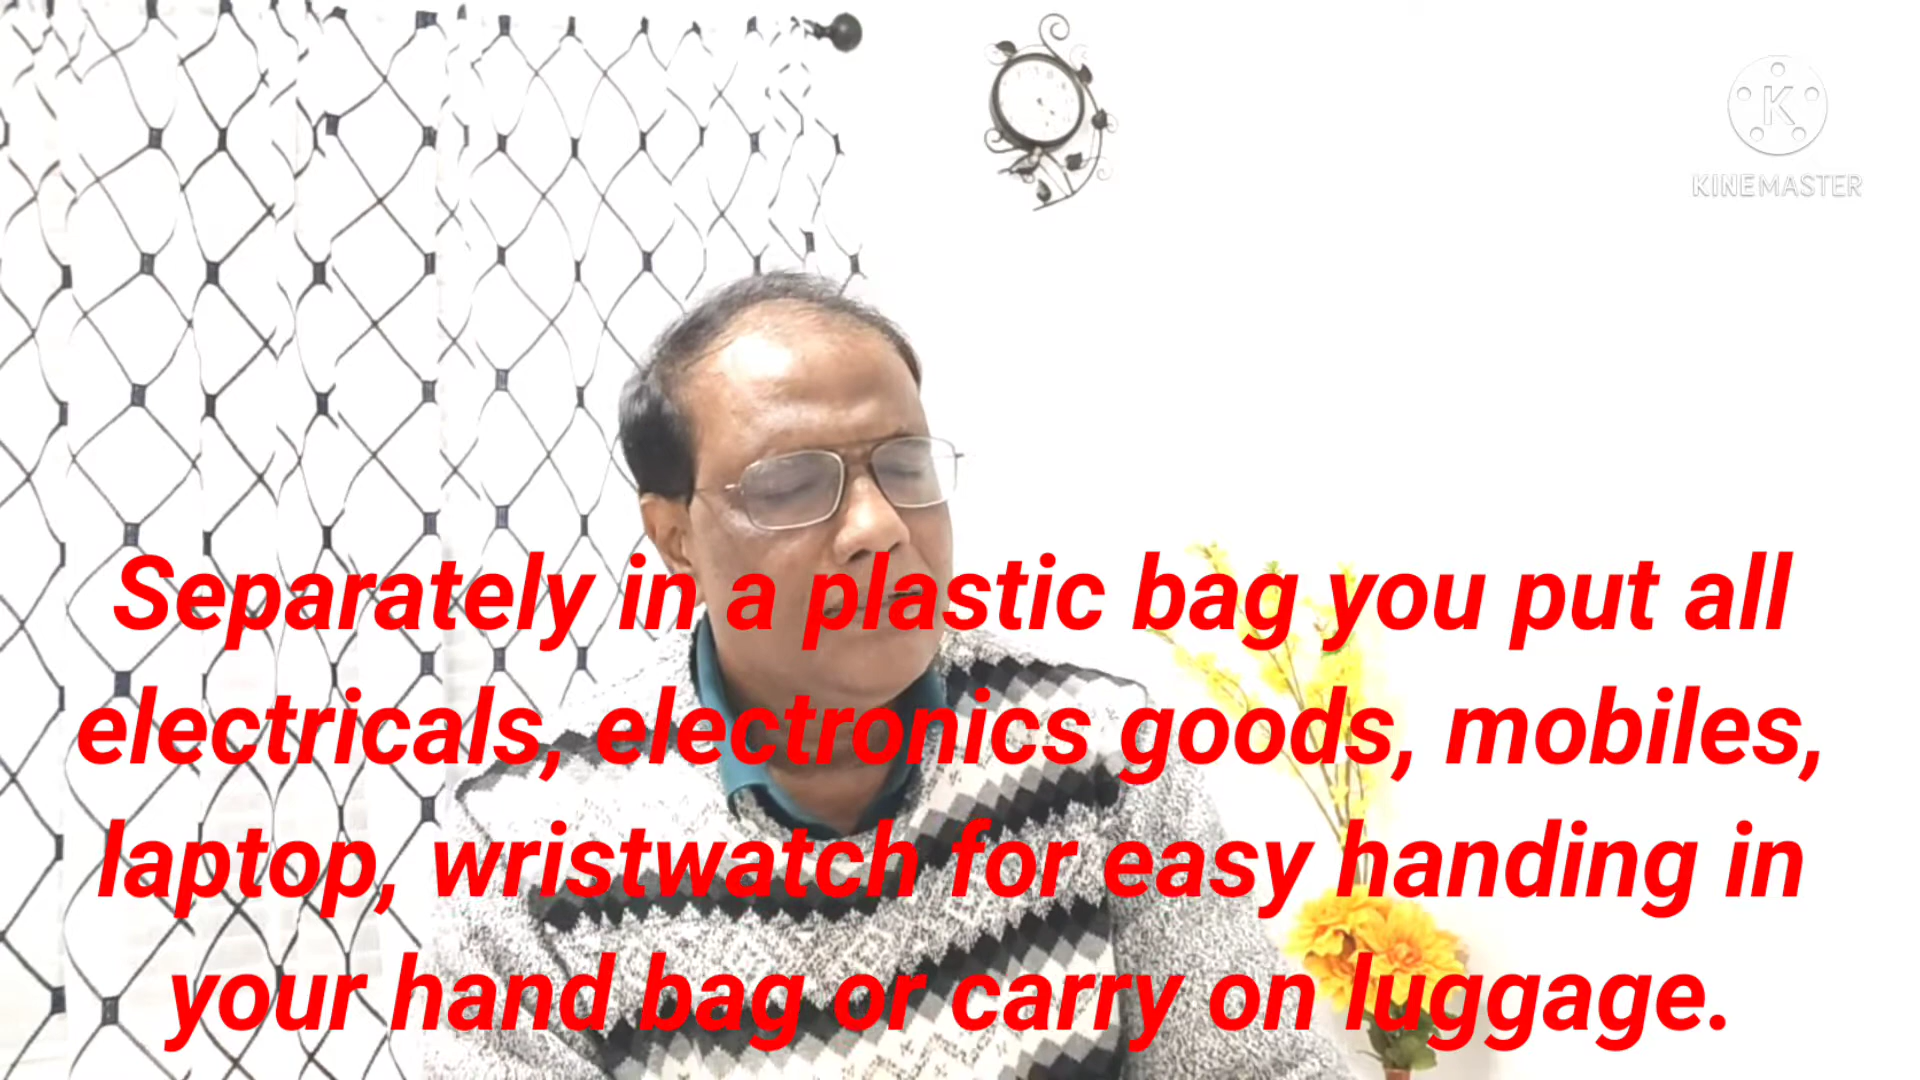 K
KINEMASTER
Separately in a plastic bag you put all
electricals, electronics goods, mobiles,
laptop, wristwatch for easy handing in
your hand bag or carry on luggage.